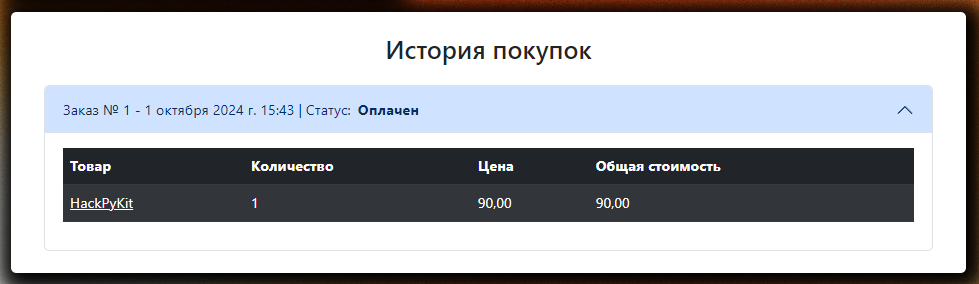 История покупок
Заказ № 1 - 1 октября 2024 г. 15:43 | Статус: Оплачен
Товар Количество Цена Общая стоимость
HackPyKit 1 90,00 90,00